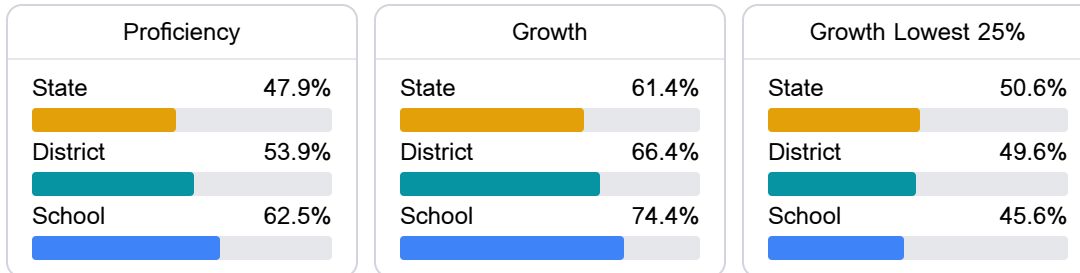 Proficiency
State 47.9%
District 53.9%
School 62.5%
Growth
State 61.4%
District 66.4%
School 74.4%
Growth Lowest 25%
State 50.6%
District 49.6%
School 45.6%